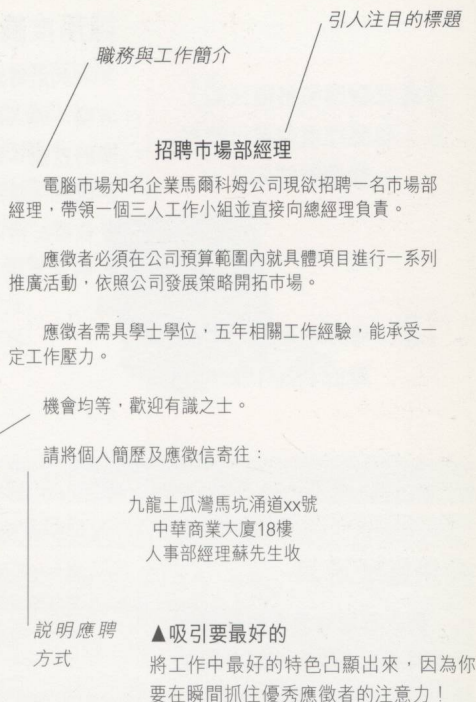 引人注目的標題
職務與工作簡介
招聘市場部經理
電腦市場知名企業馬爾科姆公司現欲招聘一名市場部
經理，帶領一個三人工作小組並直接向總經理負責。
應徵者必須在公司預算範圍內就具體項目進行一系列
推廣活動，依照公司發展策略開拓市場。
應徵者需具學士學位，五年相關工作經驗，能承受一
定工作壓力。
機會均等，歡迎有識之士。
請將個人簡歷及應徵信寄往：
九龍土瓜灣馬坑涌道xx號
中華商業大廈18樓
人事部經理蘇先生收
説明應聘
方式
▲吸引要最好的
將工作中最好的特色凸顯出來，因為你
要在瞬間抓住優秀應徵者的注意力！